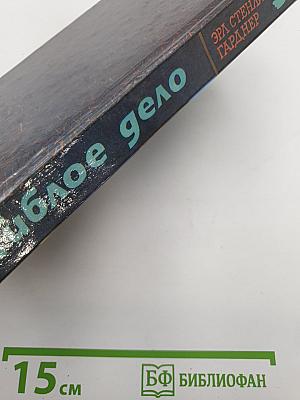 ЭРЛ СТЕНЛИ
ГАРДНЕР
дело
15 см
БФ БИБЛИОФАН